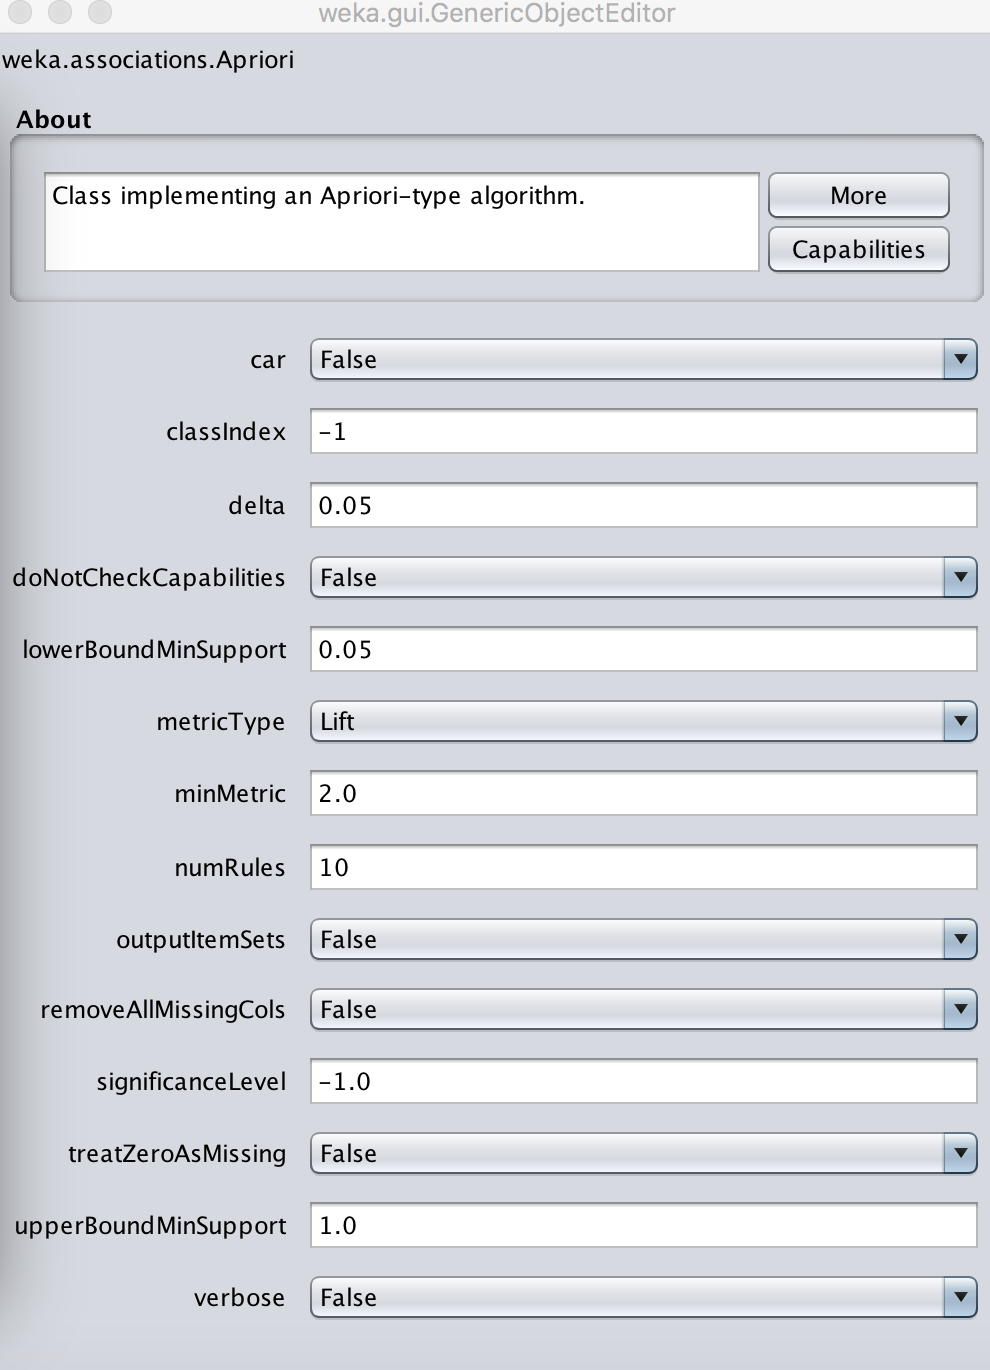 weka.gui.GenericObjectEditor
weka.associations.Apriori
About
Class implementing an Apriori-type algorithm.
More
Capabilities
car False
classIndex -1
delta 0.05
doNotCheckCapabilities False
lowerBoundMinSupport 0.05
metricType Lift
minMetric 2.0
numRules 10
outputItemSets False
removeAllMissingCols False
significanceLevel -1.0
treatZeroAsMissing False
upperBoundMinSupport 1.0
verbose False